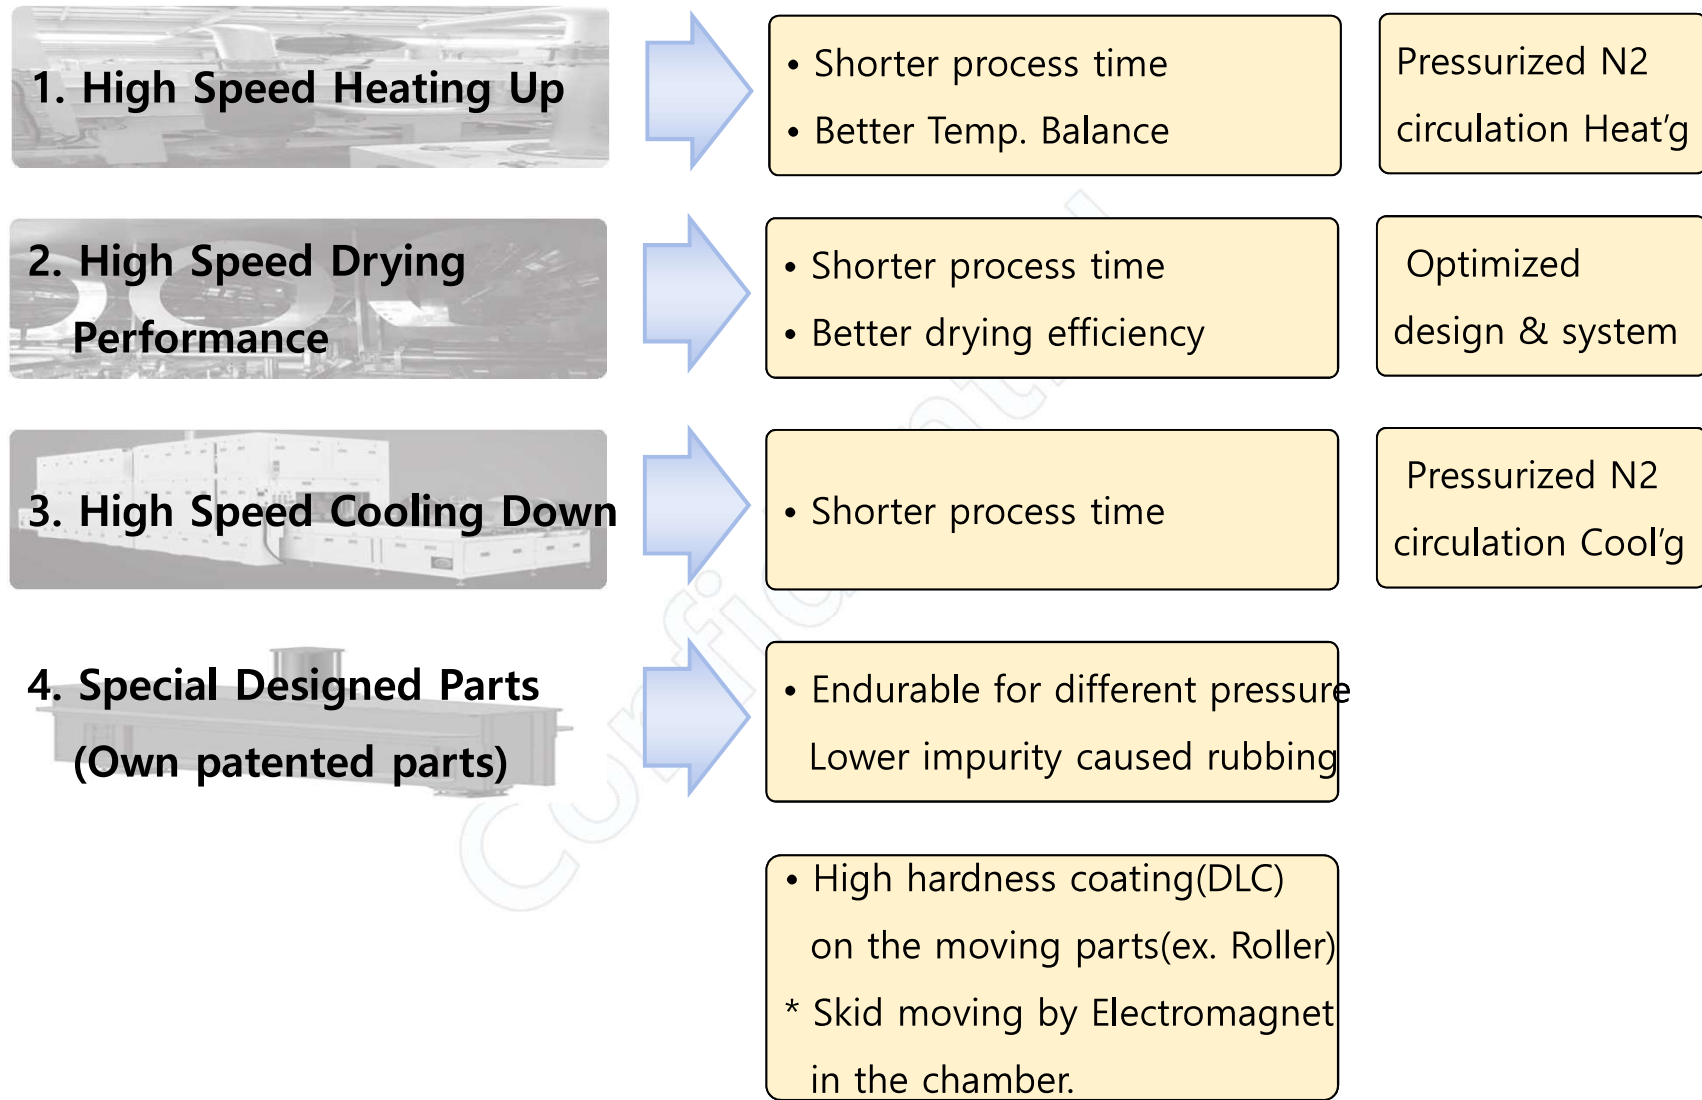 1. High Speed Heating Up
• Shorter process time
• Better Temp. Balance
Pressurized N2
circulation Heat'g
2. High Speed Drying
Performance
• Shorter process time
• Better drying efficiency
Optimized
design & system
3. High Speed Cooling Down
• Shorter process time
Pressurized N2
circulation Cool'g
4. Special Designed Parts
(Own patented parts)
• Endurable for different pressure
Lower impurity caused rubbing
• High hardness coating(DLC)
on the moving parts(ex. Roller)
* Skid moving by Electromagnet
in the chamber.
Confidential